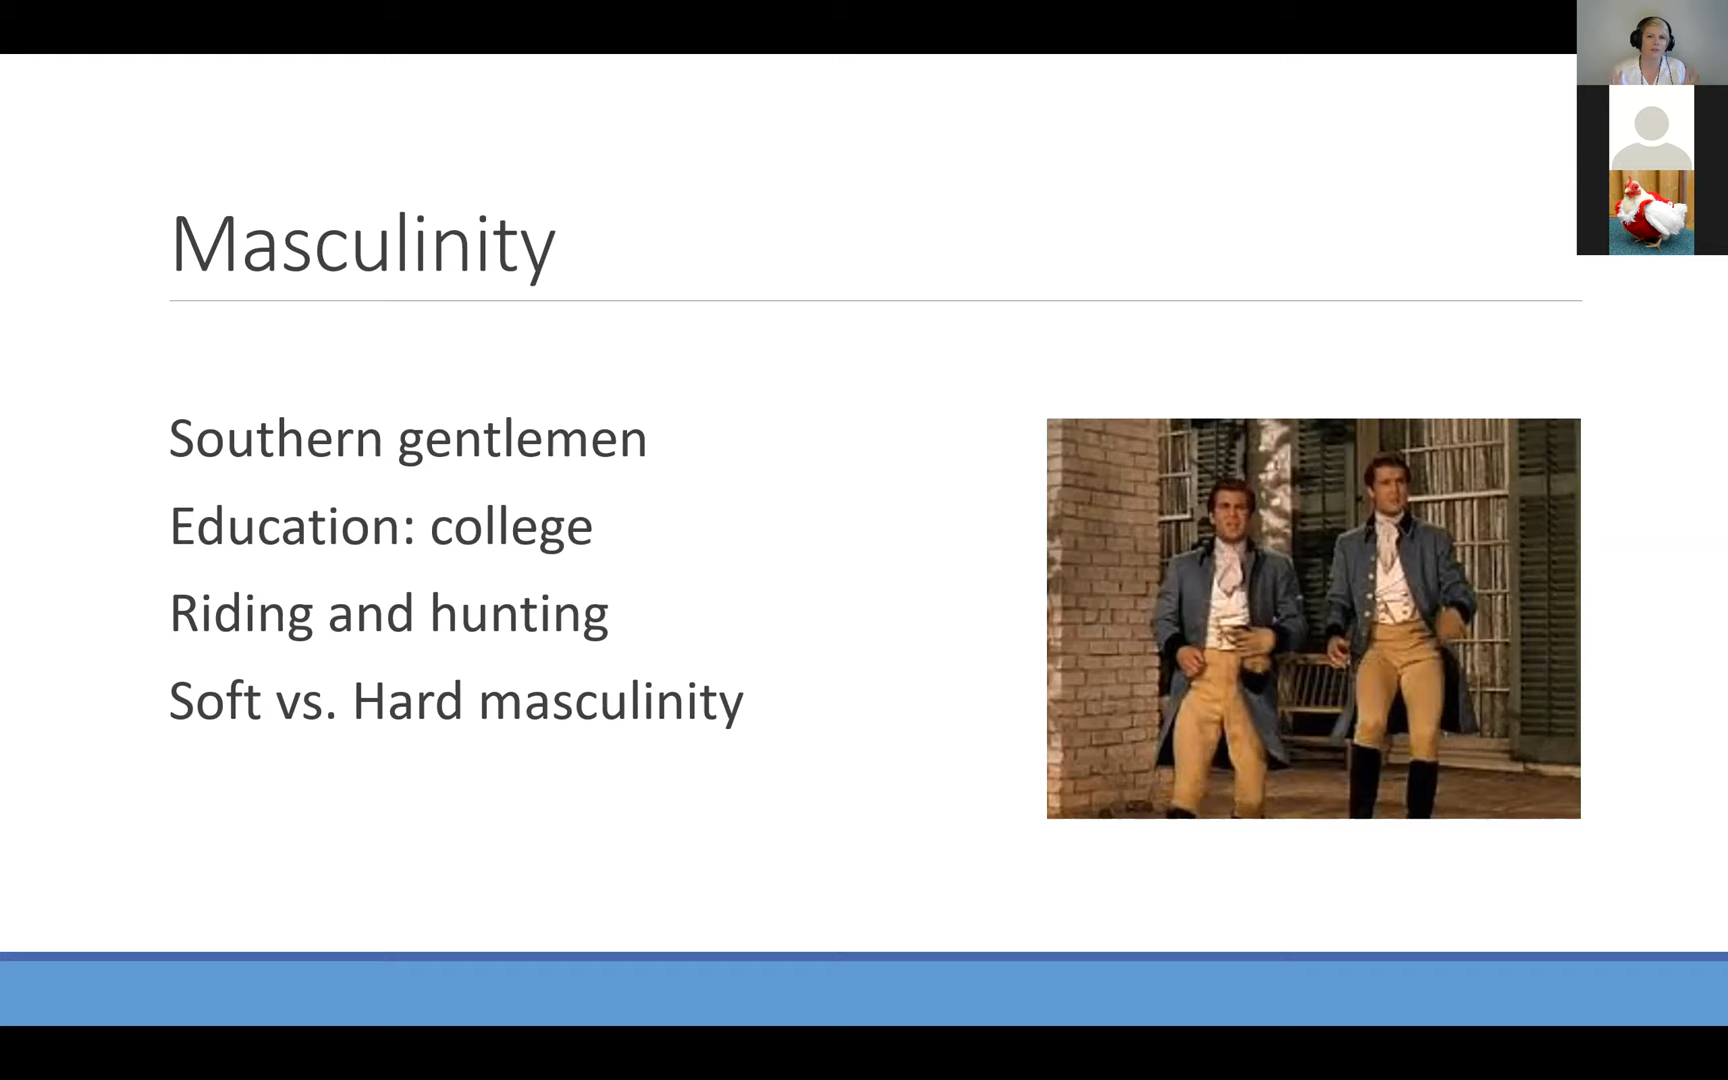 Masculinity
Southern gentlemen
Education: college
Riding and hunting
Soft vs. Hard masculinity